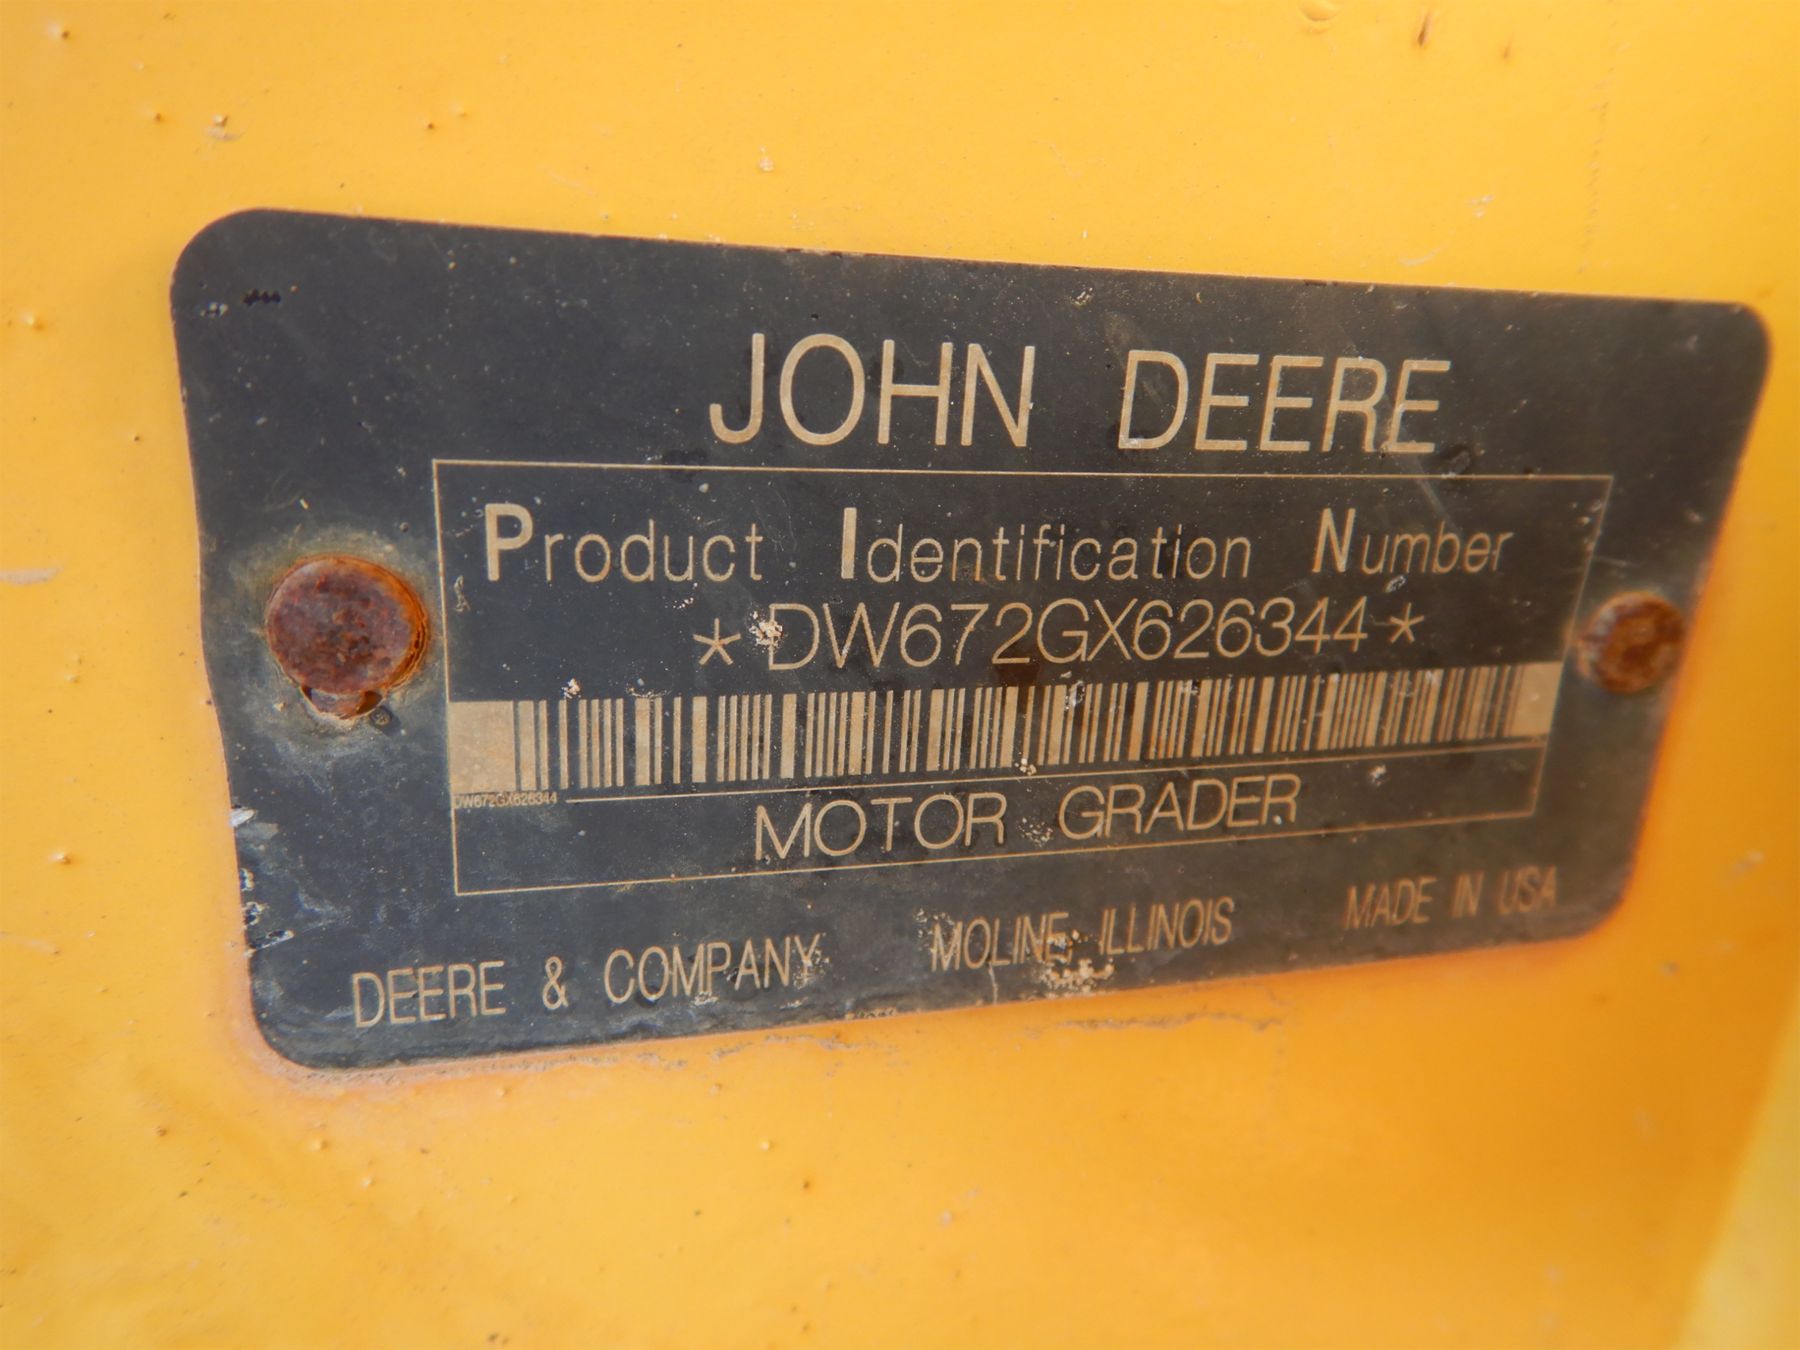 JOHN DEERE
Product Identification Number
*DW672GX626344*
DW672GX626344
MOTOR GRADER
DEERE & COMPANY MOLINE, ILLINOIS MADE IN USA